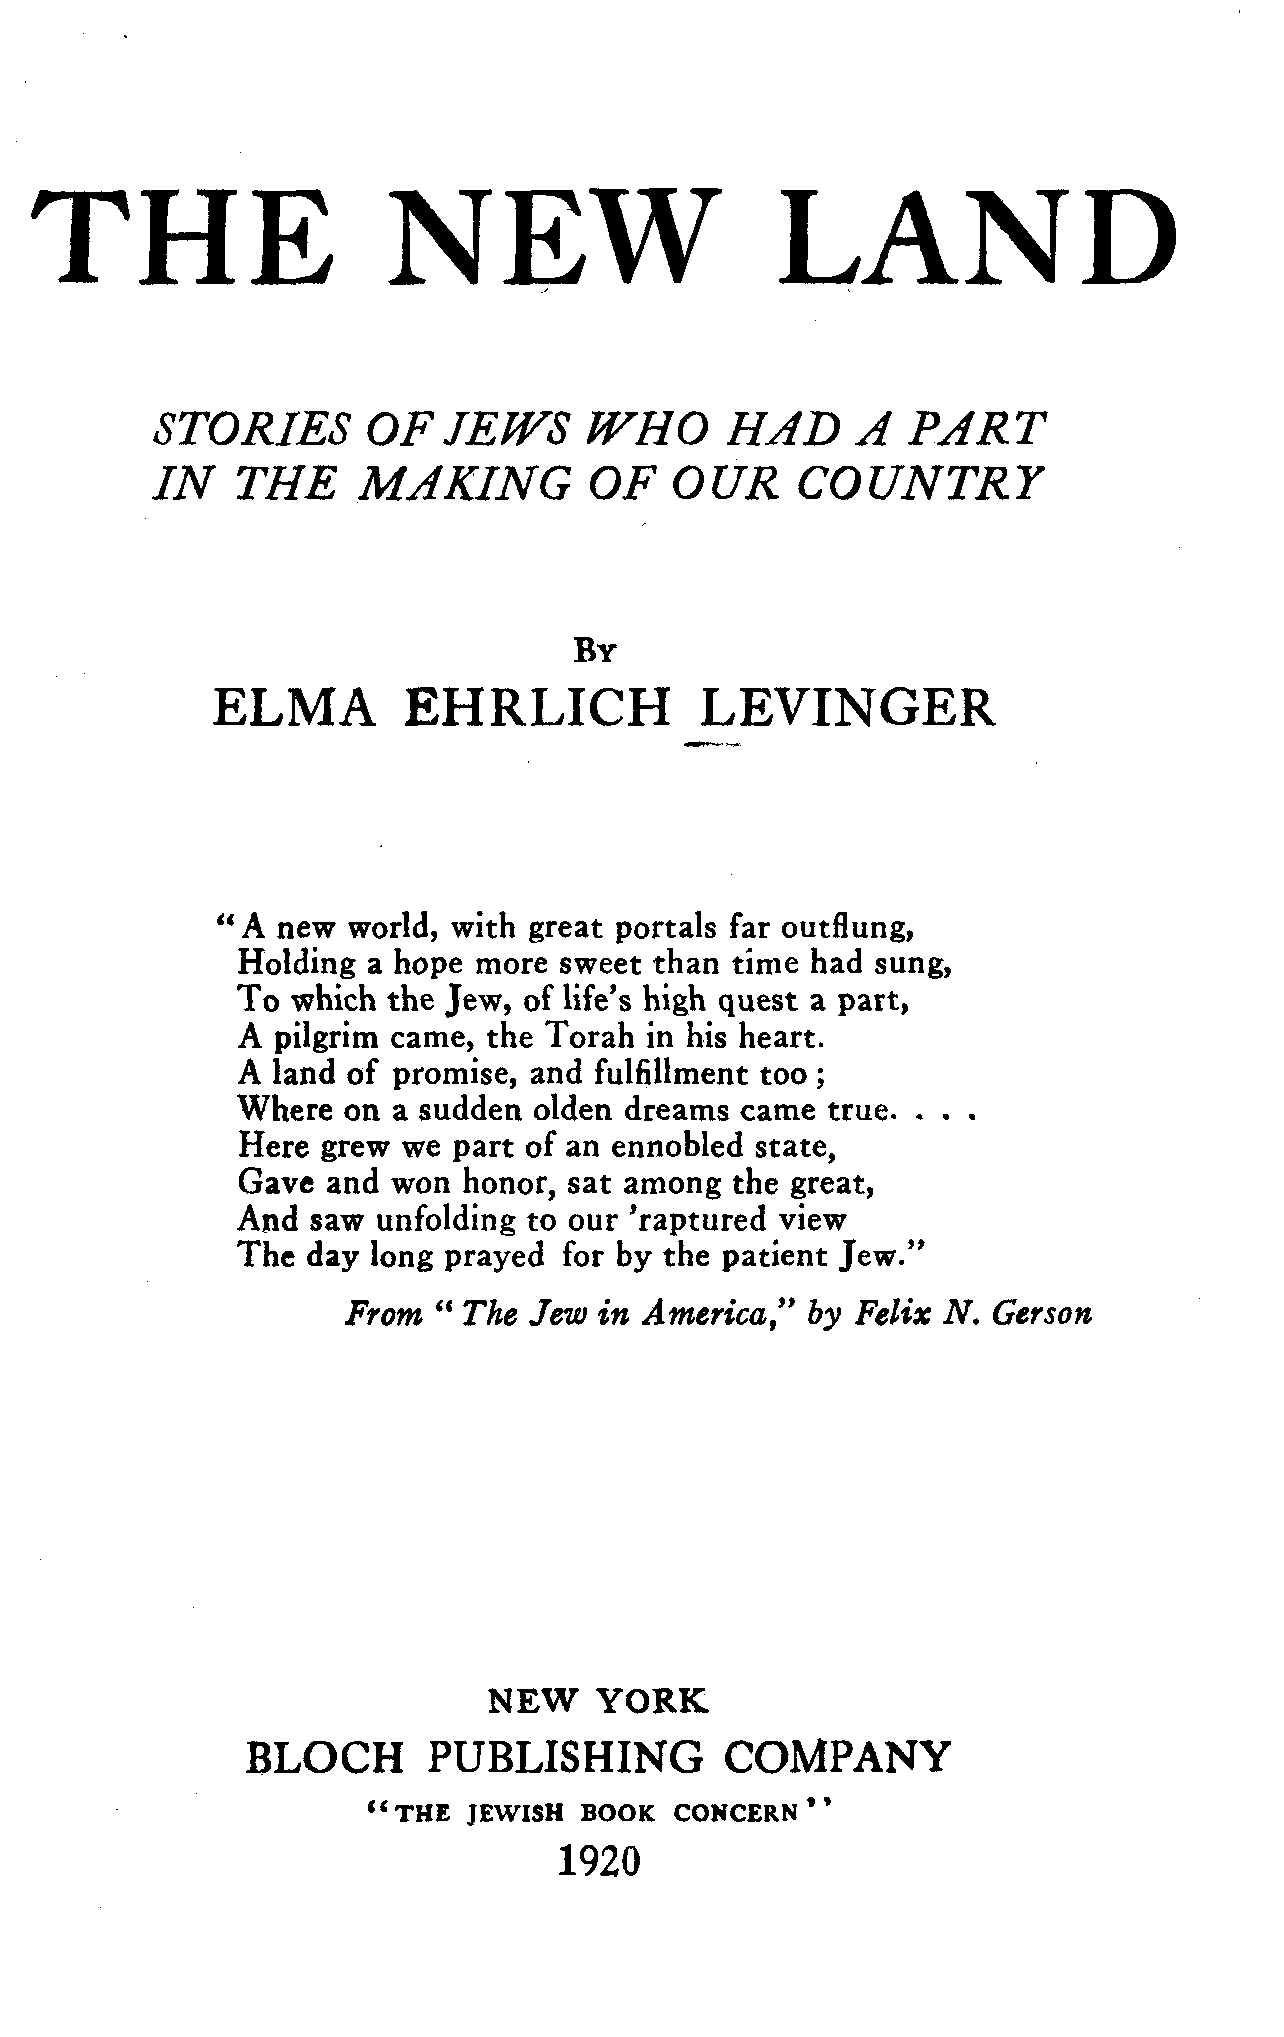 THE NEW LAND
STORIES OF JEWS WHO HAD A PART
IN THE MAKING OF OUR COUNTRY
BY
ELMA EHRLICH LEVINGER
"A new world, with great portals far outflung,
Holding a hope more sweet than time had sung,
To which the Jew, of life's high quest a part,
A pilgrim came, the Torah in his heart.
A land of promise, and fulfillment too;
Where on a sudden olden dreams came true. . . .
Here grew we part of an ennobled state,
Gave and won honor, sat among the great,
And saw unfolding to our 'raptured view
The day long prayed for by the patient Jew."
From "The Jew in America," by Felix N. Gerson
NEW YORK
BLOCH PUBLISHING COMPANY
"THE JEWISH BOOK CONCERN"
1920